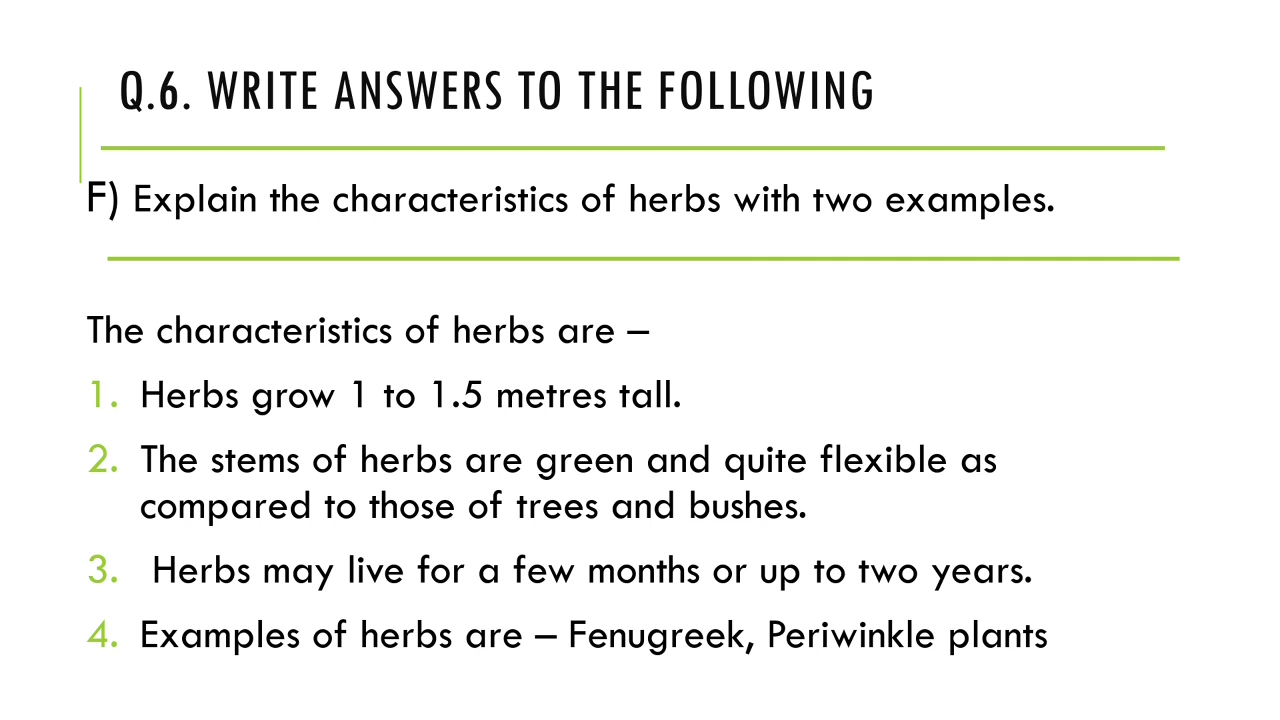 Q.6. WRITE ANSWERS TO THE FOLLOWING
F) Explain the characteristics of herbs with two examples.
The characteristics of herbs are –
1. Herbs grow 1 to 1.5 metres tall.
2. The stems of herbs are green and quite flexible as
compared to those of trees and bushes.
3. Herbs may live for a few months or up to two years.
4. Examples of herbs are – Fenugreek, Periwinkle plants